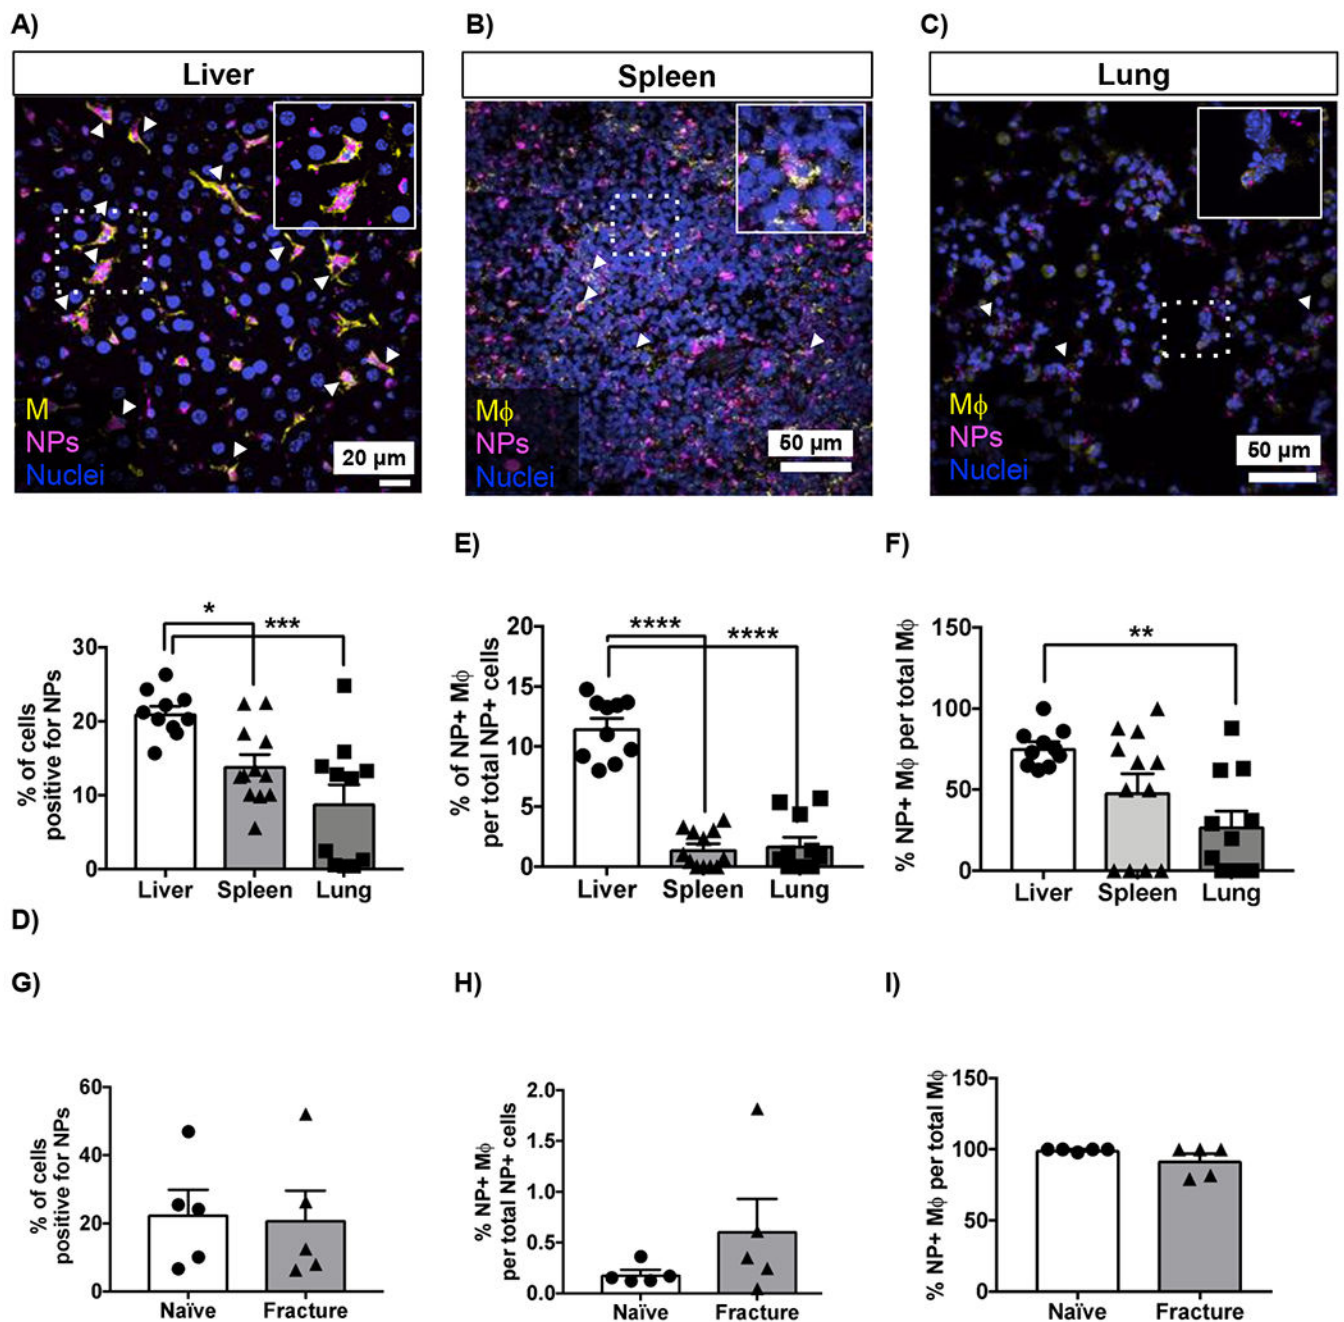 A)
B)
C)
Liver
Spleen
Lung
M
NPs
Nuclei
20 µm
Mϕ
NPs
Nuclei
50 µm
Mϕ
NPs
Nuclei
50 µm
E)
F)
% of cells
positive for NPs
30
20
10
0
*
***
Liver
Spleen
Lung
% of NP+ Mϕ
per total NP+ cells
20
15
10
5
0
****
****
Liver
Spleen
Lung
% NP+ Mϕ per total Mϕ
150
100
50
0
**
Liver
Spleen
Lung
D)
G)
H)
I)
% of cells
positive for NPs
60
40
20
0
Naïve
Fracture
% NP+ Mϕ
per total NP+ cells
2.0
1.5
1.0
0.5
0.0
Naïve
Fracture
% NP+ Mϕ per total Mϕ
150
100
50
0
Naïve
Fracture